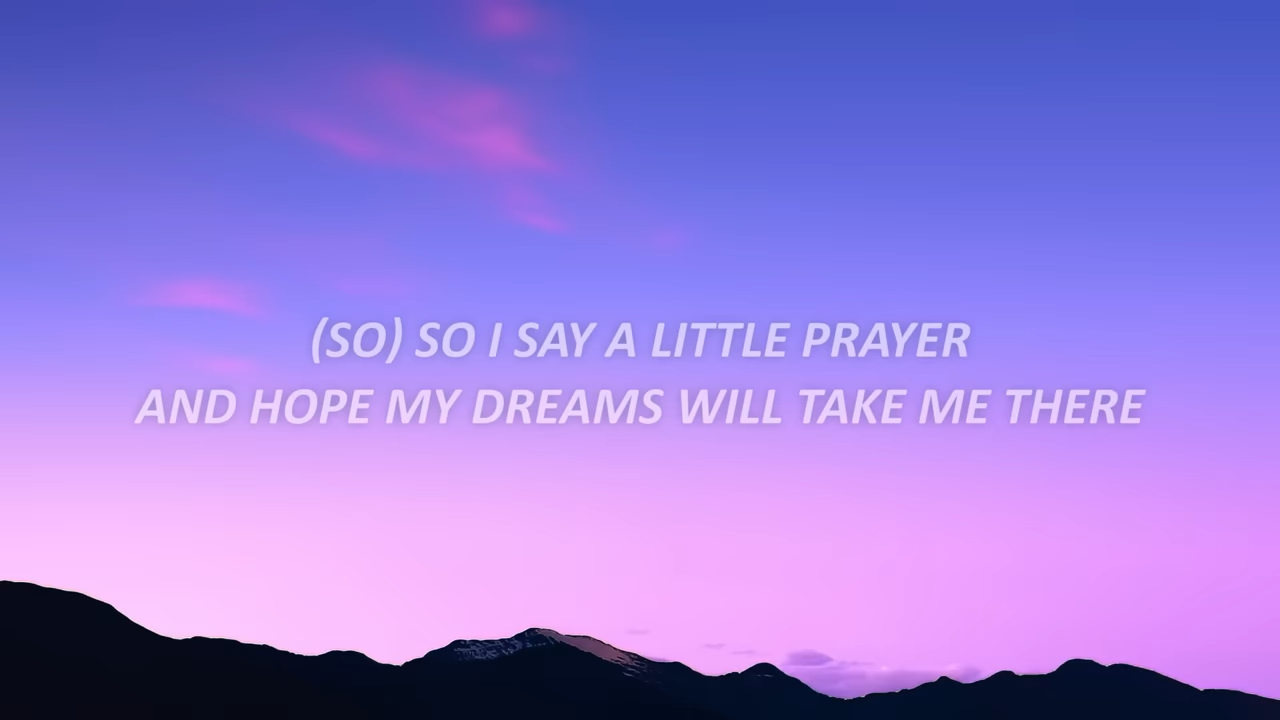 (SO) SO I SAY A LITTLE PRAYER
AND HOPE MY DREAMS WILL TAKE ME THERE